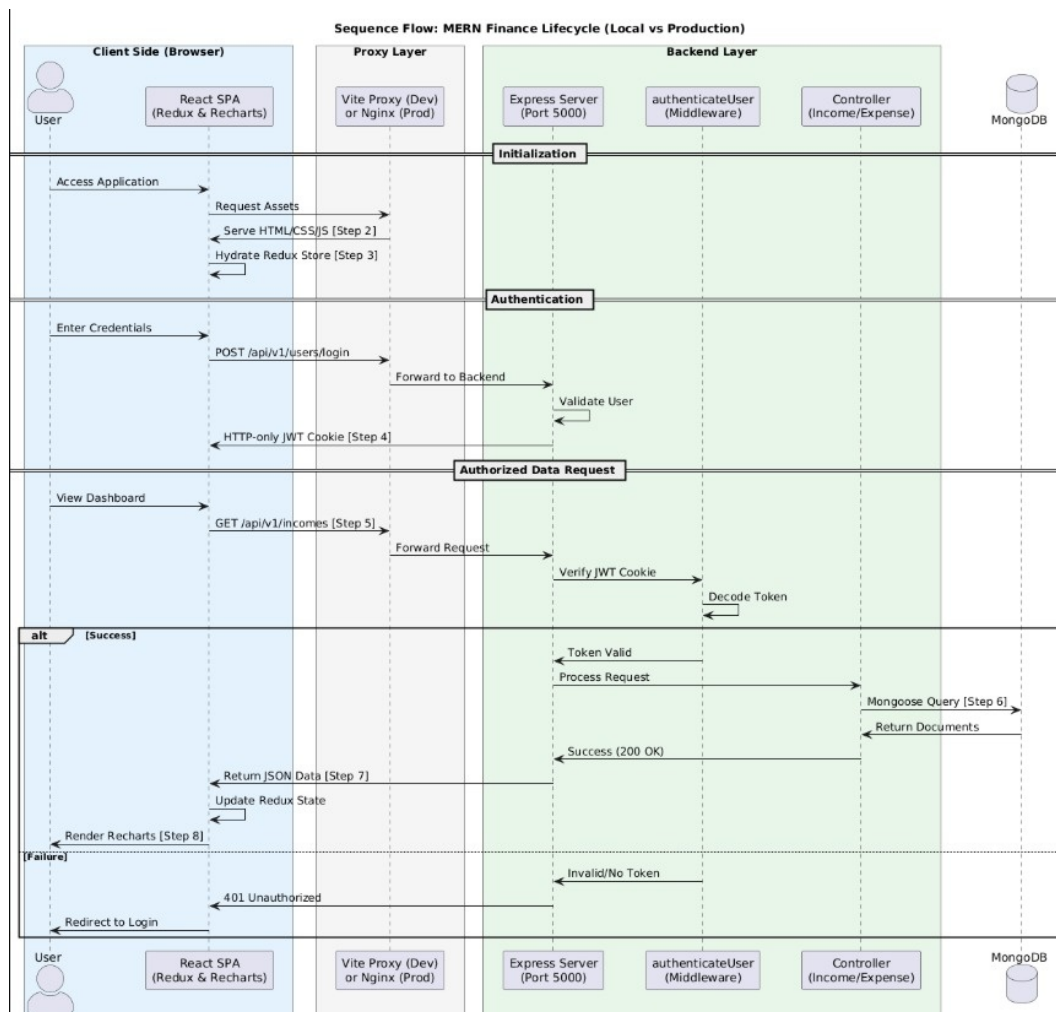 Sequence Flow: MERN Finance Lifecycle (Local vs Production)
Client Side (Browser)
Proxy Layer
Backend Layer
User
React SPA
(Redux & Recharts)
Vite Proxy (Dev)
or Nginx (Prod)
Express Server
(Port 5000)
authenticateUser
(Middleware)
Controller
(Income/Expense)
MongoDB
Initialization
Access Application
Request Assets
Serve HTML/CSS/JS [Step 2]
Hydrate Redux Store [Step 3]
Authentication
Enter Credentials
POST /api/v1/users/login
Forward to Backend
Validate User
HTTP-only JWT Cookie [Step 4]
Authorized Data Request
View Dashboard
GET /api/v1/incomes [Step 5]
Forward Request
Verify JWT Cookie
Decode Token
alt
[Success]
Token Valid
Process Request
Mongoose Query [Step 6]
Return Documents
Success (200 OK)
Return JSON Data [Step 7]
Update Redux State
Render Recharts [Step 8]
[Failure]
Invalid/No Token
401 Unauthorized
Redirect to Login
User
React SPA
(Redux & Recharts)
Vite Proxy (Dev)
or Nginx (Prod)
Express Server
(Port 5000)
authenticateUser
(Middleware)
Controller
(Income/Expense)
MongoDB